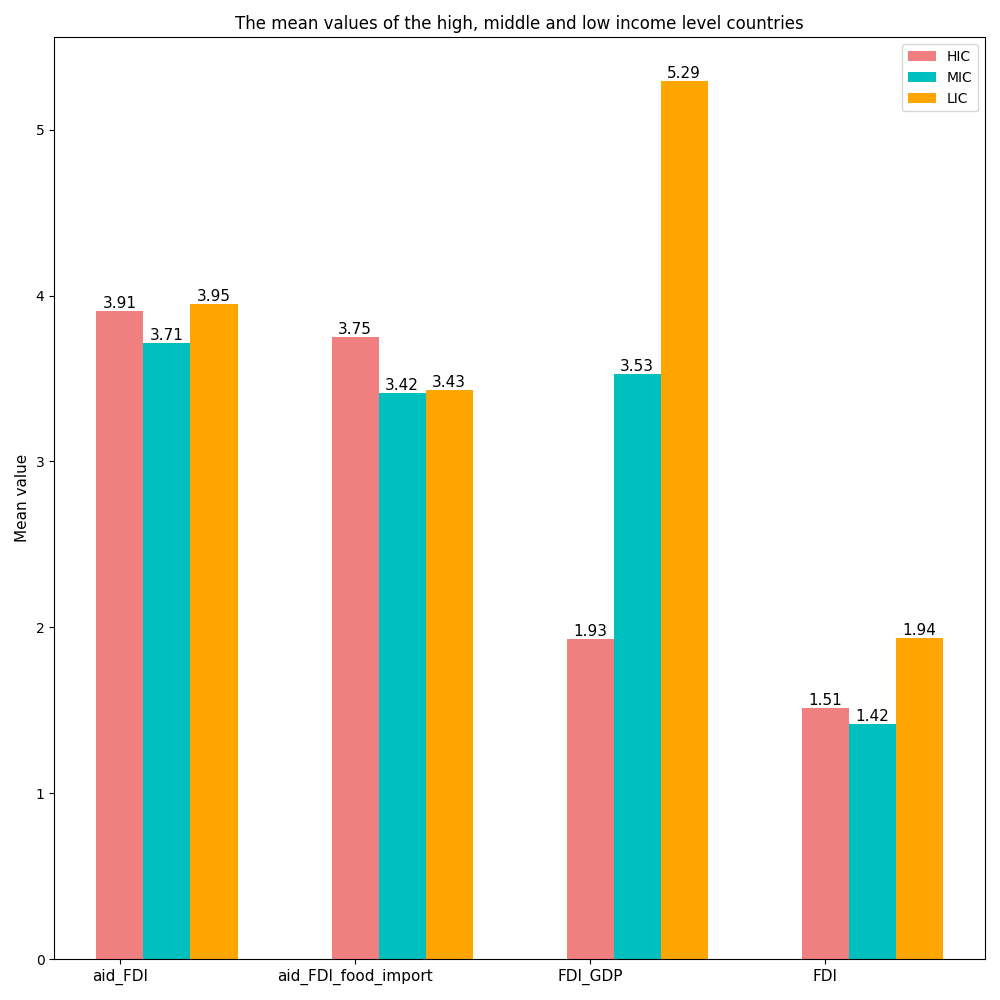 The mean values of the high, middle and low income level countries
HIC
MIC
LIC
Mean value
5
4
3
2
1
0
3.91
3.71
3.95
3.75
3.42
3.43
1.93
3.53
5.29
1.51
1.42
1.94
aid_FDI
aid_FDI_food_import
FDI_GDP
FDI